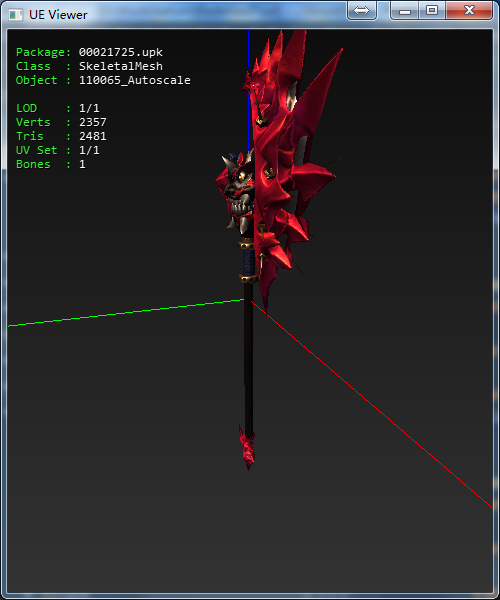 UE Viewer
Package: 00021725.upk
Class : SkeletalMesh
Object : 110065_Autoscale
LOD : 1/1
Verts : 2357
Tris : 2481
UV Set : 1/1
Bones : 1